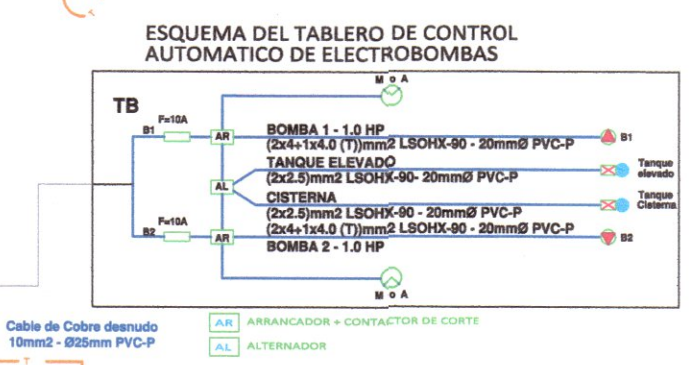 ESQUEMA DEL TABLERO DE CONTROL
AUTOMATICO DE ELECTROBOMBAS
M o A
TB
F=10A
B1
AR
BOMBA 1 - 1.0 HP
(2x4+1x4.0 (T))mm2 LSOHX-90 - 20mmØ PVC-P
B1
TANQUE ELEVADO
(2x2.5)mm2 LSOHX-90- 20mmØ PVC-P
Tanque
elevado
AL
CISTERNA
(2x2.5)mm2 LSOHX-90 - 20mmØ PVC-P
Tanque
Cisterna
F=10A
B2
AR
(2x4+1x4.0 (T))mm2 LSOHX-90 - 20mmØ PVC-P
BOMBA 2 - 1.0 HP
B2
M o A
Cable de Cobre desnudo
10mm2 - Ø25mm PVC-P
AR ARRANCADOR + CONTACTOR DE CORTE
AL ALTERNADOR
T
T